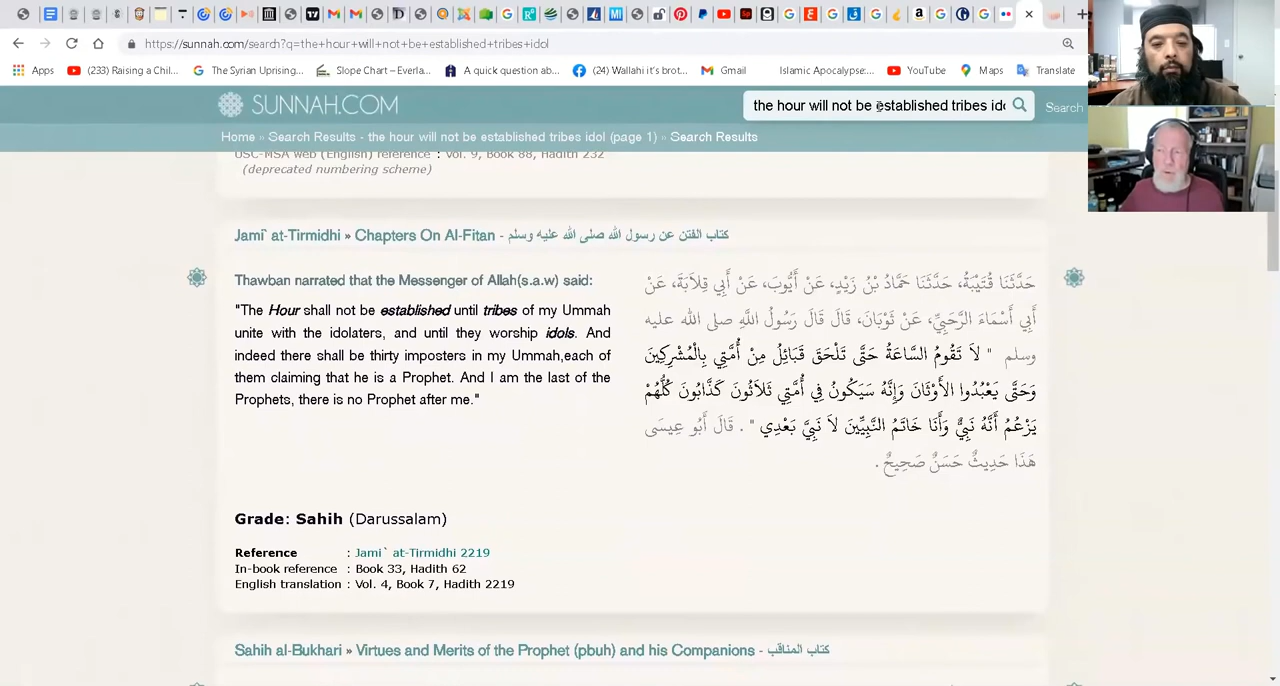 https://sunnah.com/search?q=the+hour+will+not+be+established+tribes+idol
Apps
(233) Raising a Chil...
The Syrian Uprising...
Slope Chart – Everla...
A quick question ab...
(24) Wallahi it's brot...
Gmail
Islamic Apocalypse:...
YouTube
Maps
Translate
SUNNAH.COM
the hour will not be established tribes ido
Search
Home » Search Results - the hour will not be established tribes idol (page 1) » Search Results
USC-MSA web (English) reference : Vol. 9, Book 88, Hadith 232
(deprecated numbering scheme)
Jami` at-Tirmidhi » Chapters On Al-Fitan - كتاب الفتن عن رسول الله صلى الله عليه وسلم
Thawban narrated that the Messenger of Allah(s.a.w) said:
"The Hour shall not be established until tribes of my Ummah
unite with the idolaters, and until they worship idols. And
indeed there shall be thirty imposters in my Ummah,each of
them claiming that he is a Prophet. And I am the last of the
Prophets, there is no Prophet after me."
حَدَّثَنَا قُتَيْبَةُ، حَدَّثَنَا حَمَّادُ بْنُ زَيْدٍ، عَنْ أَيُّوبَ، عَنْ أَبِي قِلاَبَةَ، عَنْ
أَبِي أَسْمَاءَ الرَّحَبِيِّ، عَنْ ثَوْبَانَ، قَالَ قَالَ رَسُولُ اللَّهِ صلى الله عليه
وسلم " لاَ تَقُومُ السَّاعَةُ حَتَّى تَلْحَقَ قَبَائِلُ مِنْ أُمَّتِي بِالْمُشْرِكِينَ
وَحَتَّى يَعْبُدُوا الأَوْثَانَ وَإِنَّهُ سَيَكُونُ فِي أُمَّتِي ثَلاَثُونَ كَذَّابُونَ كُلُّهُمْ
يَزْعُمُ أَنَّهُ نَبِيٌّ وَأَنَا خَاتَمُ النَّبِيِّينَ لاَ نَبِيَّ بَعْدِي " . قَالَ أَبُو عِيسَى
هَذَا حَدِيثٌ حَسَنٌ صَحِيحٌ .
Grade: Sahih (Darussalam)
Reference : Jami` at-Tirmidhi 2219
In-book reference : Book 33, Hadith 62
English translation : Vol. 4, Book 7, Hadith 2219
Sahih al-Bukhari » Virtues and Merits of the Prophet (pbuh) and his Companions - كتاب المناقب